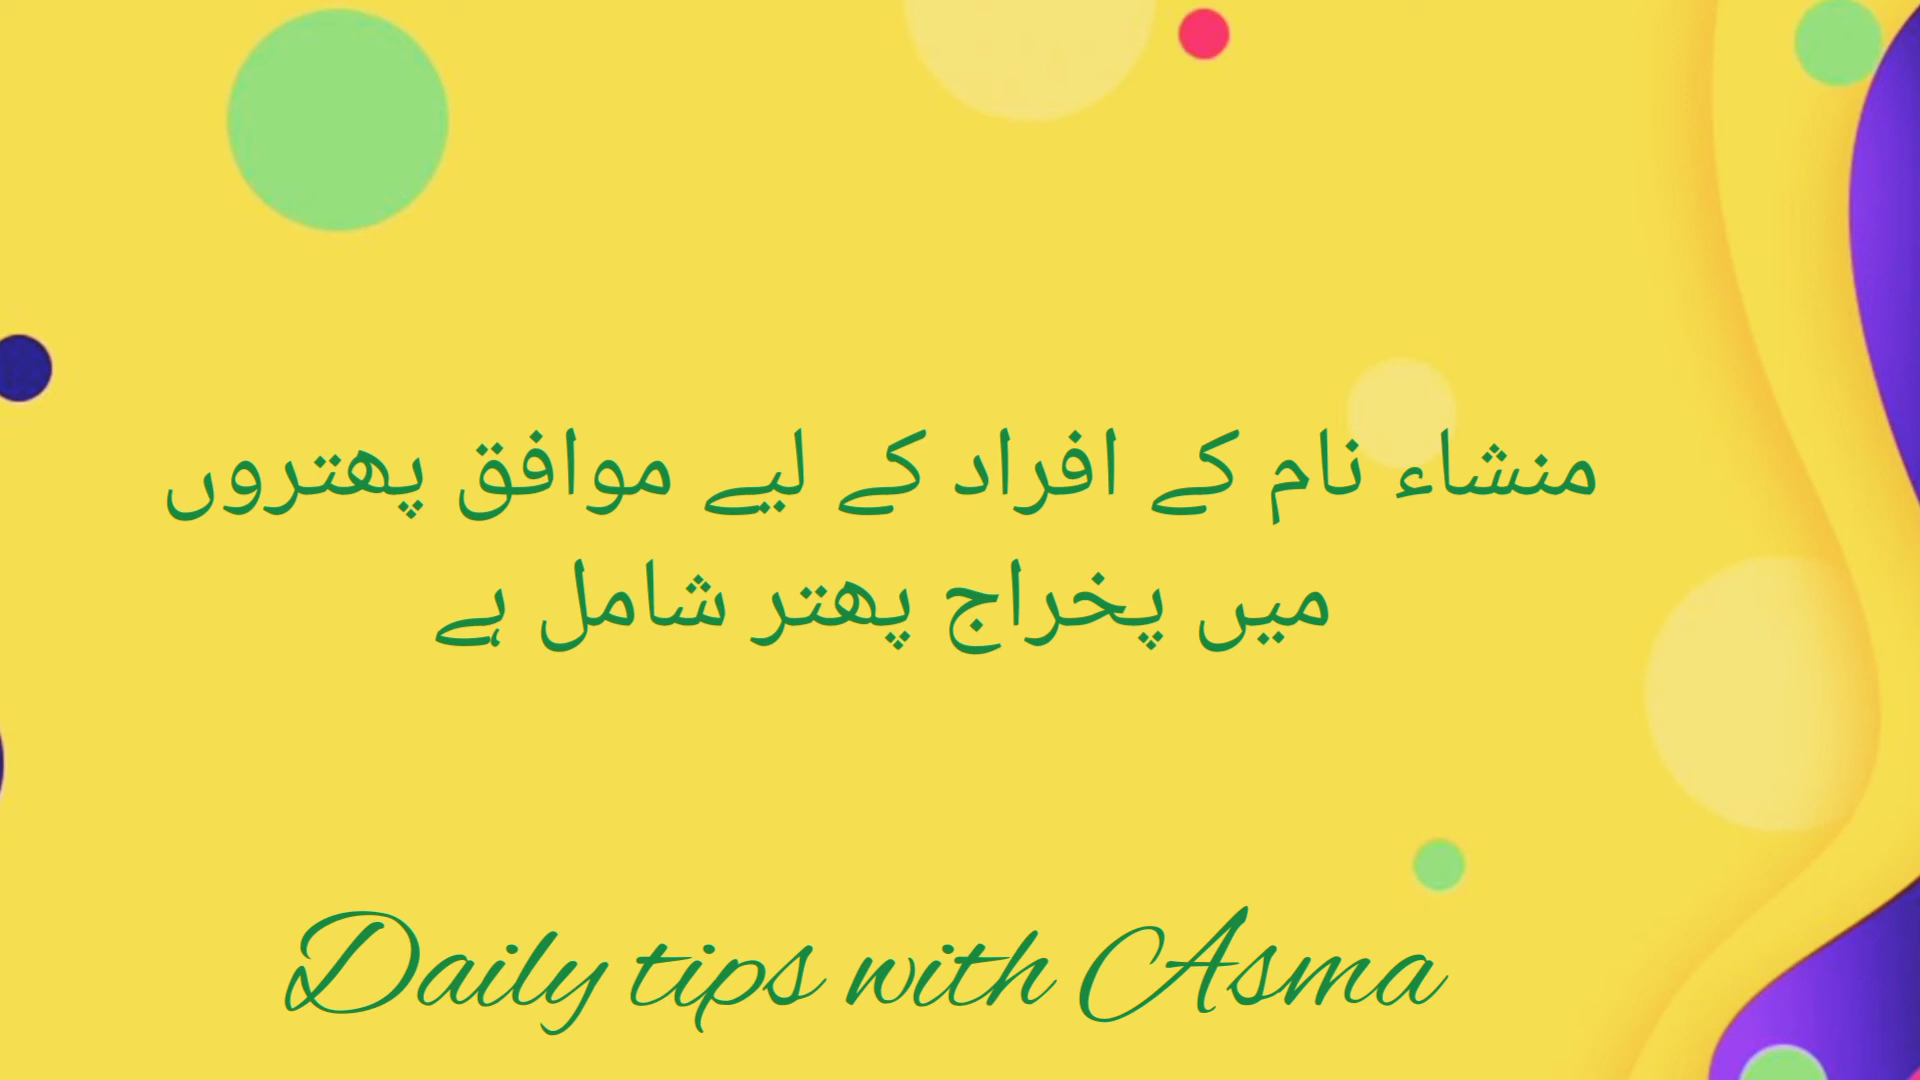 منشاء نام کے افراد کے لیے موافق پھتروں
میں پخراج پھتر شامل ہے
Daily tips with Asma